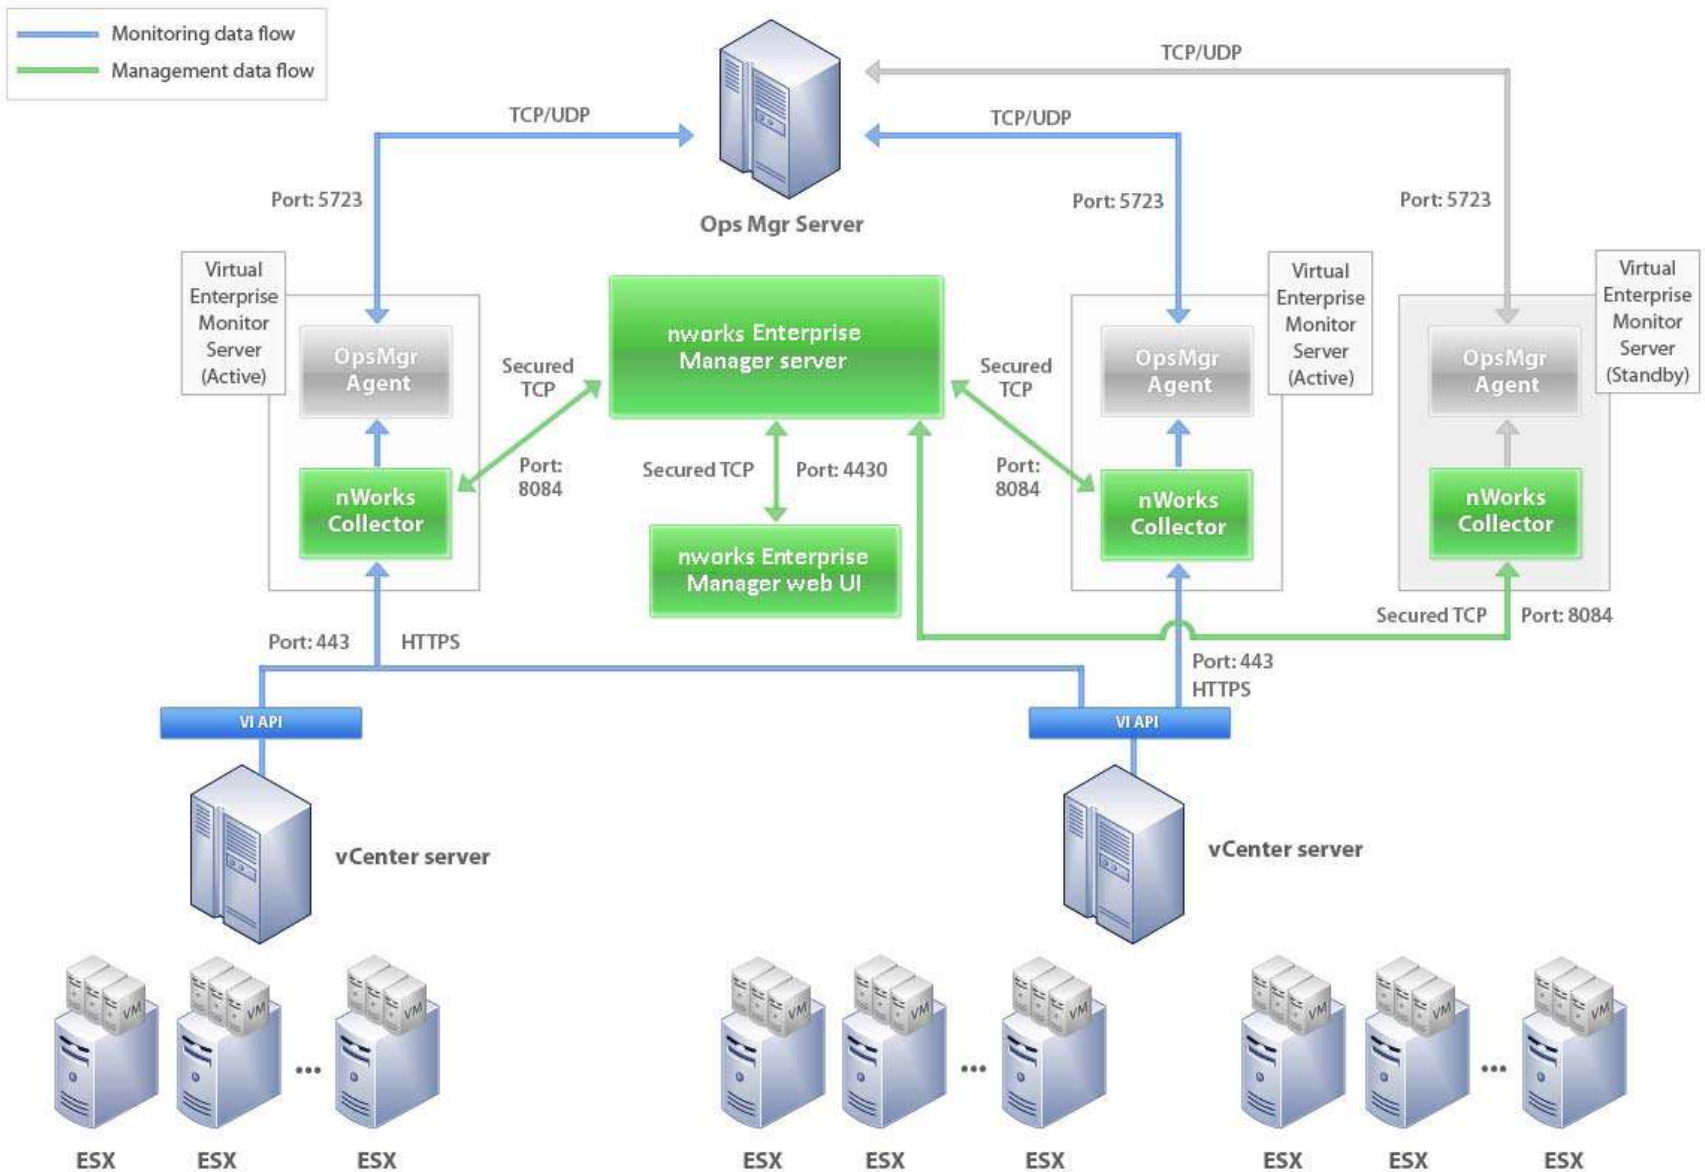 Monitoring data flow
Management data flow
TCP/UDP
TCP/UDP
TCP/UDP
Port: 5723
Port: 5723
Port: 5723
Ops Mgr Server
Virtual
Enterprise
Monitor
Server
(Active)
OpsMgr
Agent
nWorks
Collector
Secured
TCP
Port:
8084
nworks Enterprise
Manager server
Secured TCP
Port: 4430
nworks Enterprise
Manager web UI
Secured
TCP
Port:
8084
OpsMgr
Agent
nWorks
Collector
Virtual
Enterprise
Monitor
Server
(Active)
OpsMgr
Agent
nWorks
Collector
Virtual
Enterprise
Monitor
Server
(Standby)
Secured TCP
Port: 8084
Port: 443
HTTPS
Port: 443
HTTPS
VI API
VI API
vCenter server
vCenter server
VM
VM
VM
VM
VM
VM
VM
VM
VM
...
...
...
ESX
ESX
ESX
ESX
ESX
ESX
ESX
ESX
ESX